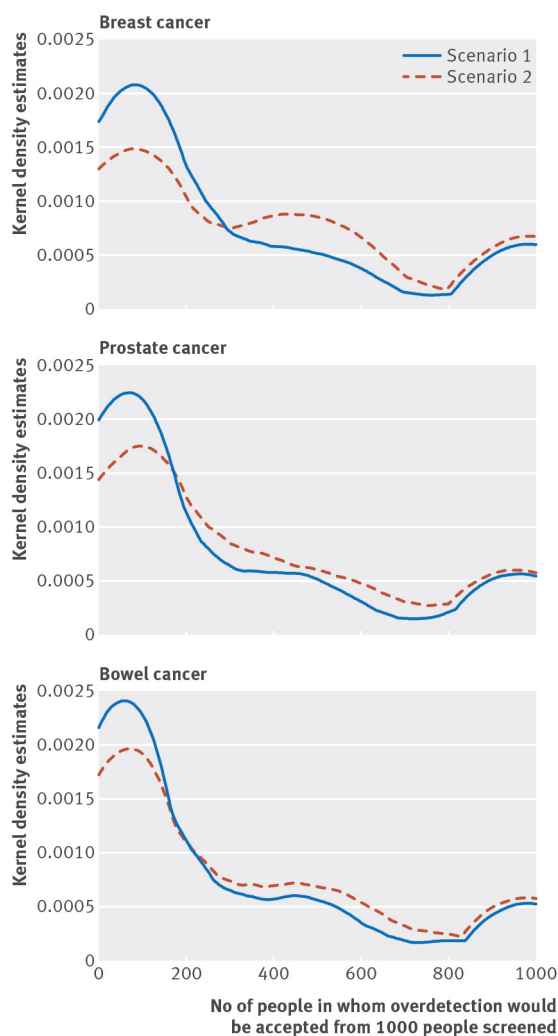 Breast cancer
Kernel density estimates
0.0025
0.0020
0.0015
0.0010
0.0005
0
Scenario 1
Scenario 2
Prostate cancer
Kernel density estimates
0.0025
0.0020
0.0015
0.0010
0.0005
0
Bowel cancer
Kernel density estimates
0.0025
0.0020
0.0015
0.0010
0.0005
0
0 200 400 600 800 1000
No of people in whom overdetection would
be accepted from 1000 people screened